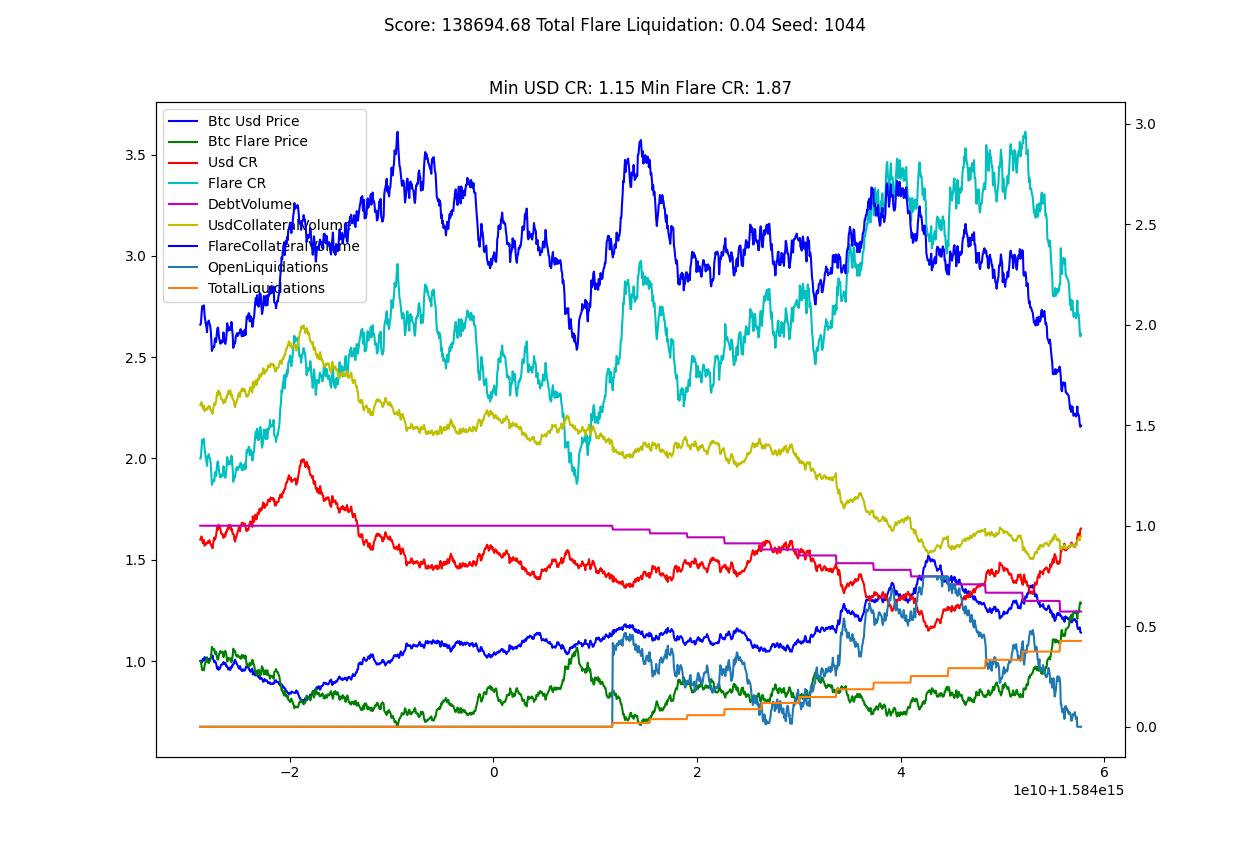 Score: 138694.68 Total Flare Liquidation: 0.04 Seed: 1044
Min USD CR: 1.15 Min Flare CR: 1.87
Btc Usd Price
Btc Flare Price
Usd CR
Flare CR
DebtVolume
UsdCollateralVolume
FlareCollateralVolume
OpenLiquidations
TotalLiquidations
3.5
3.0
2.5
2.0
1.5
1.0
3.0
2.5
2.0
1.5
1.0
0.5
0.0
−2
0
2
4
6
1e10+1.584e15